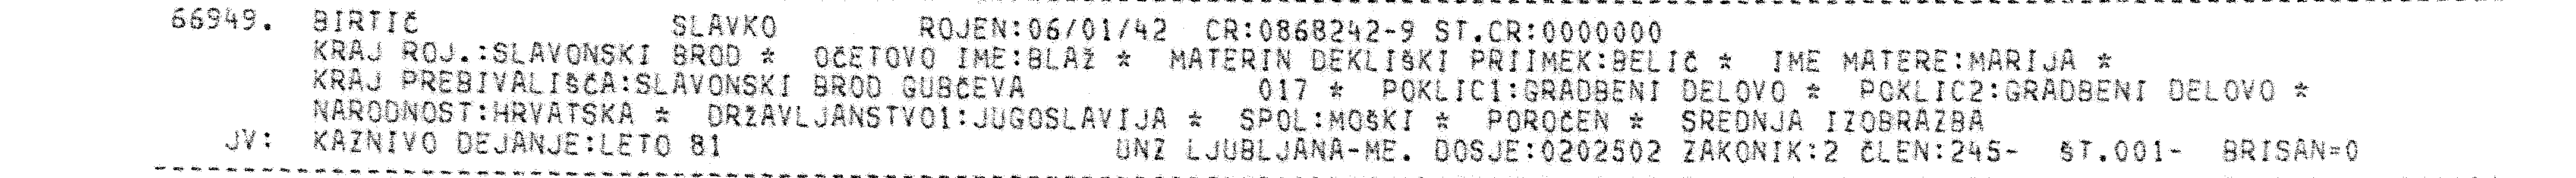 66949. BIRTIČ SLAVKO ROJEN:06/01/42 CR:0868242-9 ST.CR:0000000
KRAJ ROJ.:SLAVONSKI BROD * OČETOVO IME:BLAŽ * MATERIN DEKLIŠKI PRIIMEK:BELIČ * IME MATERE:MARIJA *
KRAJ PREBIVALIŠČA:SLAVONSKI BROD GUBČEVA 017 * POKLIC1:GRADBENI DELOVO * POKLIC2:GRADBENI DELOVO *
NARODNOST:HRVATSKA * DRŽAVLJANSTVO1:JUGOSLAVIJA * SPOL:MOŠKI * POROČEN * SREDNJA IZOBRAZBA
JV: KAZNIVO DEJANJE:LETO 81 UNZ LJUBLJANA-ME. DOSJE:0202502 ZAKONIK:2 ČLEN:245- ŠT.001- BRISAN=0